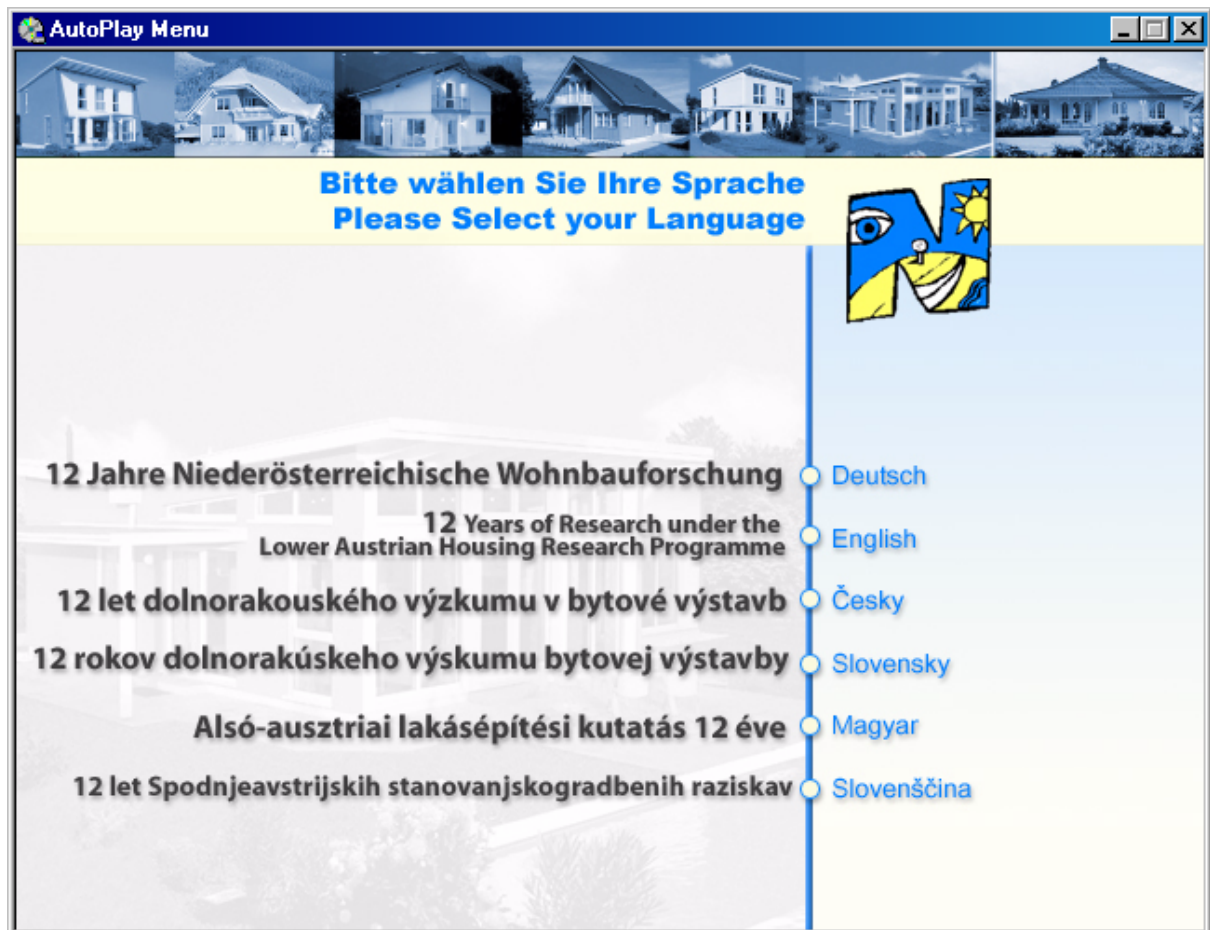 AutoPlay Menu
Bitte wählen Sie Ihre Sprache
Please Select your Language
12 Jahre Niederösterreichische Wohnbauforschung
Deutsch
12 Years of Research under the
Lower Austrian Housing Research Programme
English
12 let dolnorakouského výzkumu v bytové výstavb
Česky
12 rokov dolnorakúskeho výskumu bytovej výstavby
Slovensky
Alsó-ausztriai lakásépítési kutatás 12 éve
Magyar
12 let Spodnjeavstrijskih stanovanjskogradbenih raziskav
Slovenščina